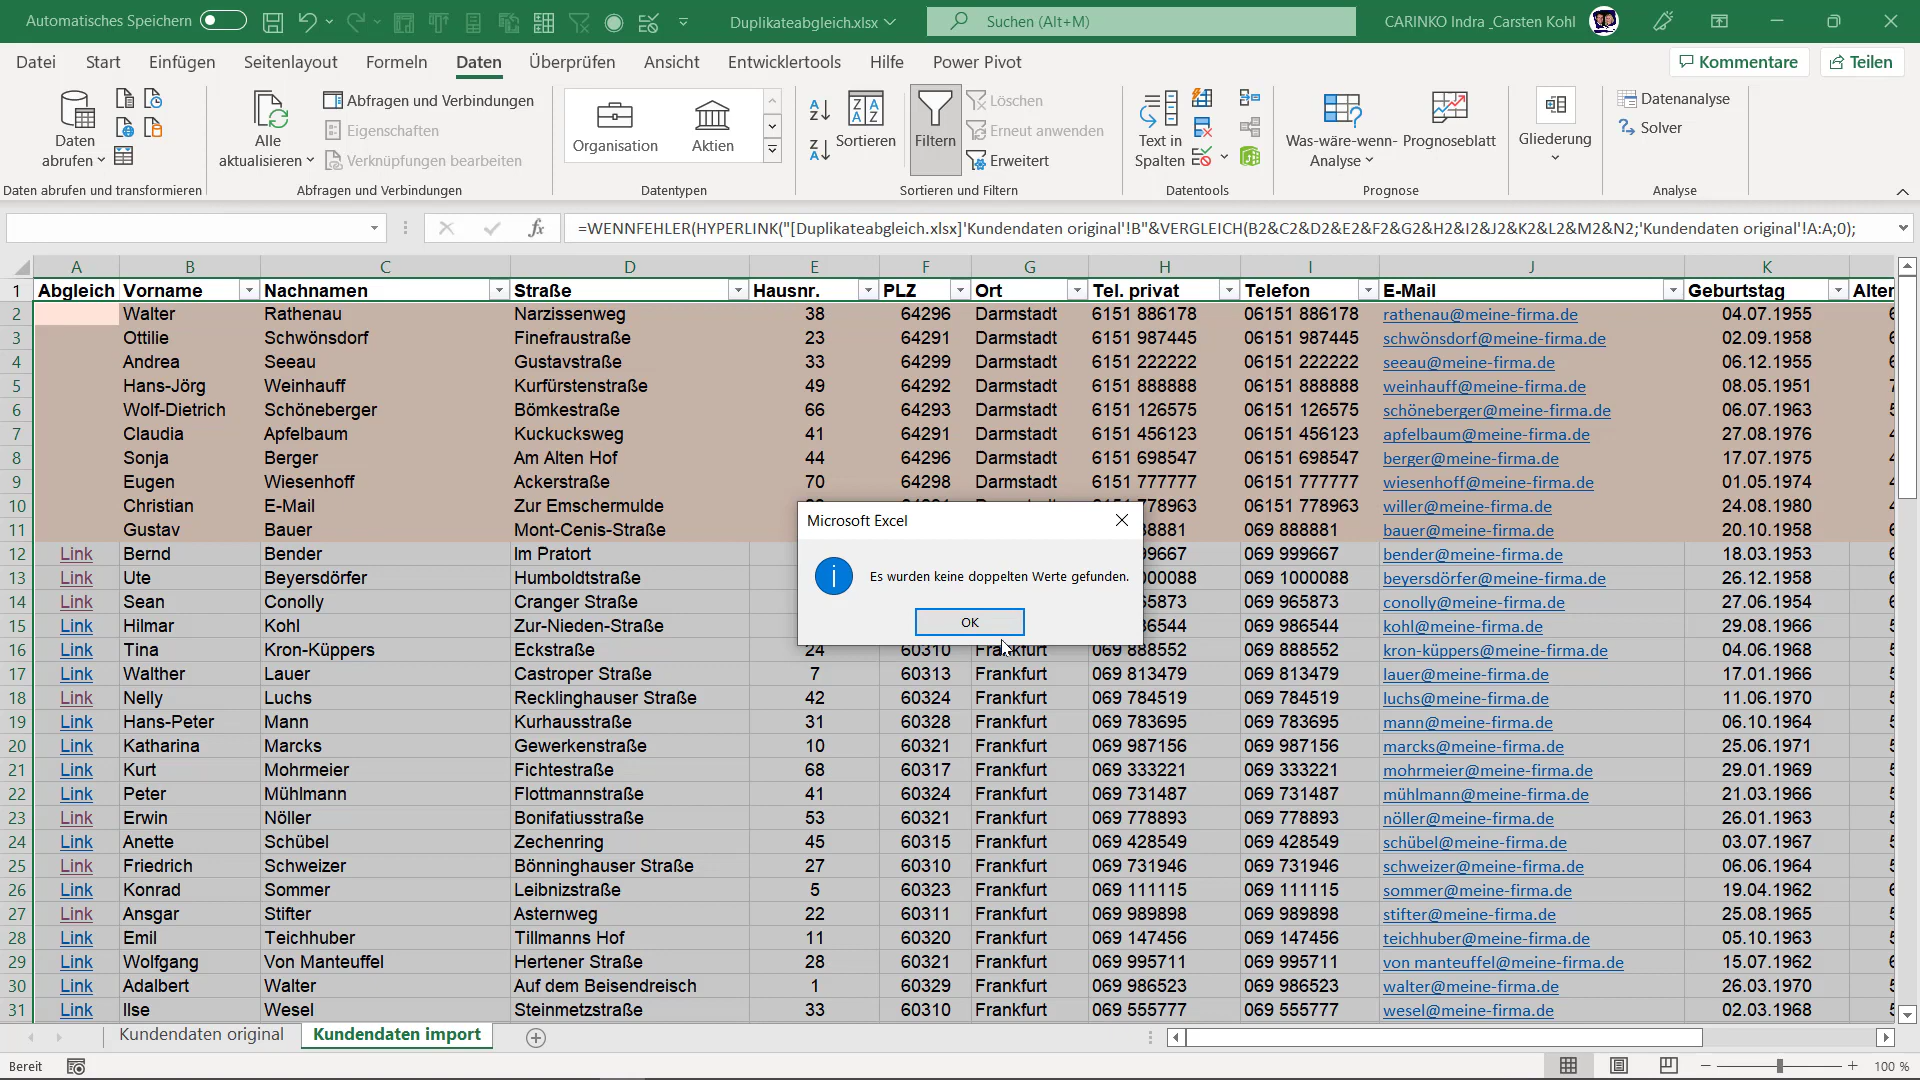 Automatisches Speichern
Duplikateabgleich.xlsx
Suchen (Alt+M)
CARINKO Indra _Carsten Kohl
Datei Start Einfügen Seitenlayout Formeln Daten Überprüfen Ansicht Entwicklertools Hilfe Power Pivot Kommentare Teilen
Daten abrufen
Daten abrufen und transformieren
Alle aktualisieren
Abfragen und Verbindungen
Eigenschaften
Verknüpfungen bearbeiten
Abfragen und Verbindungen
Organisation Aktien
Datentypen
Sortieren
Filtern
Löschen
Erneut anwenden
Erweitert
Sortieren und Filtern
Text in Spalten
Datentools
Was-wäre-wenn-Analyse
Prognoseblatt
Prognose
Gliederung
Datenanalyse
Solver
Analyse
fx =WENNFEHLER(HYPERLINK("[Duplikateabgleich.xlsx]'Kundendaten original'!B"&VERGLEICH(B2&C2&D2&E2&F2&G2&H2&I2&J2&K2&L2&M2&N2;'Kundendaten original'!A:A;0);
A B C D E F G H I J K
1 Abgleich Vorname Nachnamen Straße Hausnr. PLZ Ort Tel. privat Telefon E-Mail Geburtstag Alter
2 Walter Rathenau Narzissenweg 38 64296 Darmstadt 6151 886178 06151 886178 rathenau@meine-firma.de 04.07.1955
3 Ottilie Schwönsdorf Finefraustraße 23 64291 Darmstadt 6151 987445 06151 987445 schwönsdorf@meine-firma.de 02.09.1958
4 Andrea Seeau Gustavstraße 33 64299 Darmstadt 6151 222222 06151 222222 seeau@meine-firma.de 06.12.1955
5 Hans-Jörg Weinhauff Kurfürstenstraße 49 64292 Darmstadt 6151 888888 06151 888888 weinhauff@meine-firma.de 08.05.1951
6 Wolf-Dietrich Schöneberger Bömkestraße 66 64293 Darmstadt 6151 126575 06151 126575 schöneberger@meine-firma.de 06.07.1963
7 Claudia Apfelbaum Kuckucksweg 41 64291 Darmstadt 6151 456123 06151 456123 apfelbaum@meine-firma.de 27.08.1976
8 Sonja Berger Am Alten Hof 44 64296 Darmstadt 6151 698547 06151 698547 berger@meine-firma.de 17.07.1975
9 Eugen Wiesenhoff Ackerstraße 70 64298 Darmstadt 6151 777777 06151 777777 wiesenhoff@meine-firma.de 01.05.1974
10 Christian E-Mail Zur Emschermulde 778963 06151 778963 willer@meine-firma.de 24.08.1980
11 Gustav Bauer Mont-Cenis-Straße 8881 069 888881 bauer@meine-firma.de 20.10.1958
12 Link Bernd Bender Im Pratort 9667 069 999667 bender@meine-firma.de 18.03.1953
13 Link Ute Beyersdörfer Humboldtstraße 000088 069 1000088 beyersdörfer@meine-firma.de 26.12.1958
14 Link Sean Conolly Cranger Straße 5873 069 965873 conolly@meine-firma.de 27.06.1954
15 Link Hilmar Kohl Zur-Nieden-Straße 6544 069 986544 kohl@meine-firma.de 29.08.1966
16 Link Tina Kron-Küppers Eckstraße 24 60310 Frankfurt 069 888552 069 888552 kron-küppers@meine-firma.de 04.06.1968
17 Link Walther Lauer Castroper Straße 7 60313 Frankfurt 069 813479 069 813479 lauer@meine-firma.de 17.01.1966
18 Link Nelly Luchs Recklinghauser Straße 42 60324 Frankfurt 069 784519 069 784519 luchs@meine-firma.de 11.06.1970
19 Link Hans-Peter Mann Kurhausstraße 31 60328 Frankfurt 069 783695 069 783695 mann@meine-firma.de 06.10.1964
20 Link Katharina Marcks Gewerkenstraße 10 60321 Frankfurt 069 987156 069 987156 marcks@meine-firma.de 25.06.1971
21 Link Kurt Mohrmeier Fichtestraße 68 60317 Frankfurt 069 333221 069 333221 mohrmeier@meine-firma.de 29.01.1969
22 Link Peter Mühlmann Flottmannstraße 41 60324 Frankfurt 069 731487 069 731487 mühlmann@meine-firma.de 21.03.1966
23 Link Erwin Nöller Bonifatiusstraße 53 60321 Frankfurt 069 778893 069 778893 nöller@meine-firma.de 26.01.1963
24 Link Anette Schübel Zechenring 45 60315 Frankfurt 069 428549 069 428549 schübel@meine-firma.de 03.07.1967
25 Link Friedrich Schweizer Bönninghauser Straße 27 60310 Frankfurt 069 731946 069 731946 schweizer@meine-firma.de 06.06.1964
26 Link Konrad Sommer Leibnizstraße 5 60323 Frankfurt 069 111115 069 111115 sommer@meine-firma.de 19.04.1962
27 Link Ansgar Stifter Asternweg 22 60311 Frankfurt 069 989898 069 989898 stifter@meine-firma.de 25.08.1965
28 Link Emil Teichhuber Tillmanns Hof 11 60320 Frankfurt 069 147456 069 147456 teichhuber@meine-firma.de 05.10.1963
29 Link Wolfgang Von Manteuffel Hertener Straße 28 60321 Frankfurt 069 995711 069 995711 von manteuffel@meine-firma.de 15.07.1962
30 Link Adalbert Walter Auf dem Beisendreisch 1 60329 Frankfurt 069 986523 069 986523 walter@meine-firma.de 26.03.1970
31 Link Ilse Wesel Steinmetzstraße 33 60310 Frankfurt 069 555777 069 555777 wesel@meine-firma.de 02.03.1968
Microsoft Excel
Es wurden keine doppelten Werte gefunden.
OK
Kundendaten original Kundendaten import
Bereit
100 %